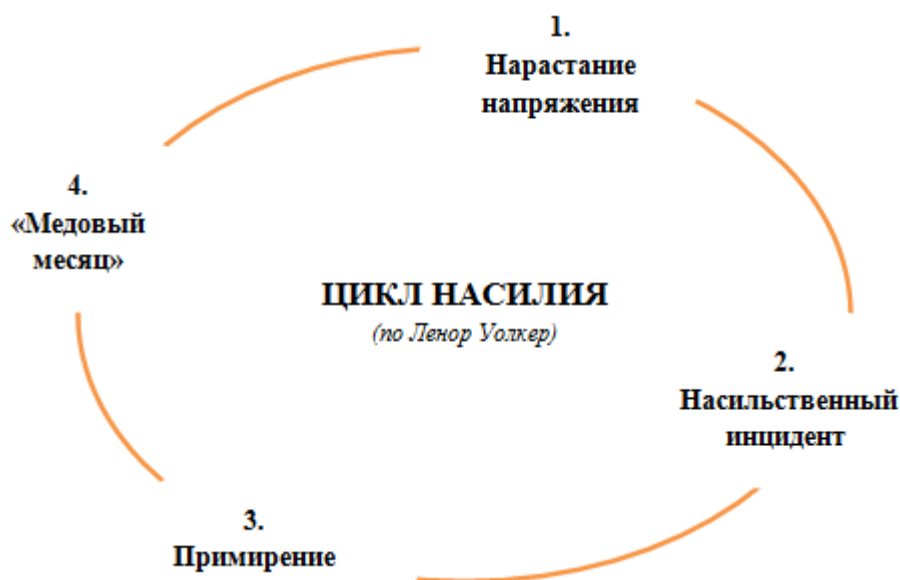 1.
Нарастание
напряжения
4.
«Медовый
месяц»
ЦИКЛ НАСИЛИЯ
(по Ленор Уолкер)
2.
Насильственный
инцидент
3.
Примирение